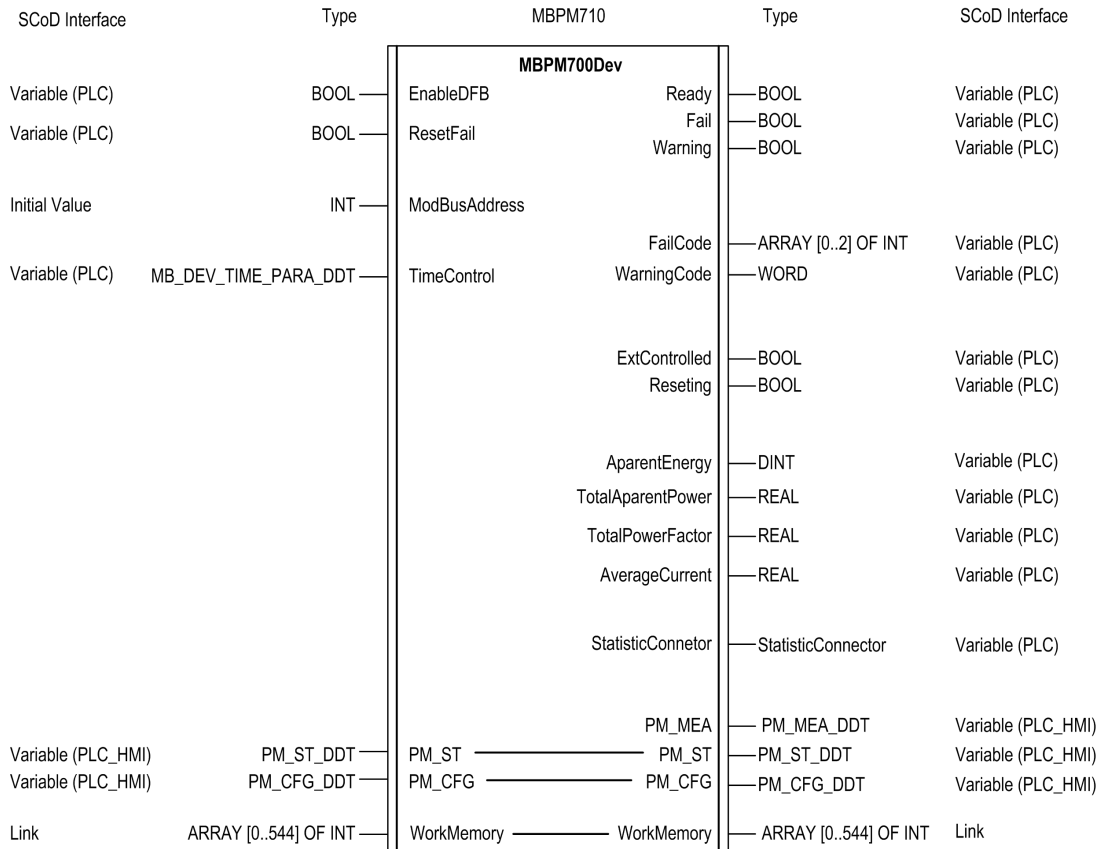 SCoD Interface Type MBPM710 Type SCoD Interface
MBPM700Dev
Variable (PLC) BOOL EnableDFB Ready BOOL Variable (PLC)
Fail BOOL Variable (PLC)
Variable (PLC) BOOL ResetFail
Warning BOOL Variable (PLC)
Initial Value INT ModBusAddress
FailCode ARRAY [0..2] OF INT Variable (PLC)
Variable (PLC) MB_DEV_TIME_PARA_DDT TimeControl WarningCode WORD Variable (PLC)
ExtControlled BOOL Variable (PLC)
Reseting BOOL Variable (PLC)
AparentEnergy DINT Variable (PLC)
TotalAparentPower REAL Variable (PLC)
TotalPowerFactor REAL Variable (PLC)
AverageCurrent REAL Variable (PLC)
StatisticConnetor StatisticConnector Variable (PLC)
PM_MEA PM_MEA_DDT Variable (PLC_HMI)
Variable (PLC_HMI) PM_ST_DDT PM_ST PM_ST PM_ST_DDT Variable (PLC_HMI)
Variable (PLC_HMI) PM_CFG_DDT PM_CFG PM_CFG PM_CFG_DDT Variable (PLC_HMI)
Link ARRAY [0..544] OF INT WorkMemory WorkMemory ARRAY [0..544] OF INT Link